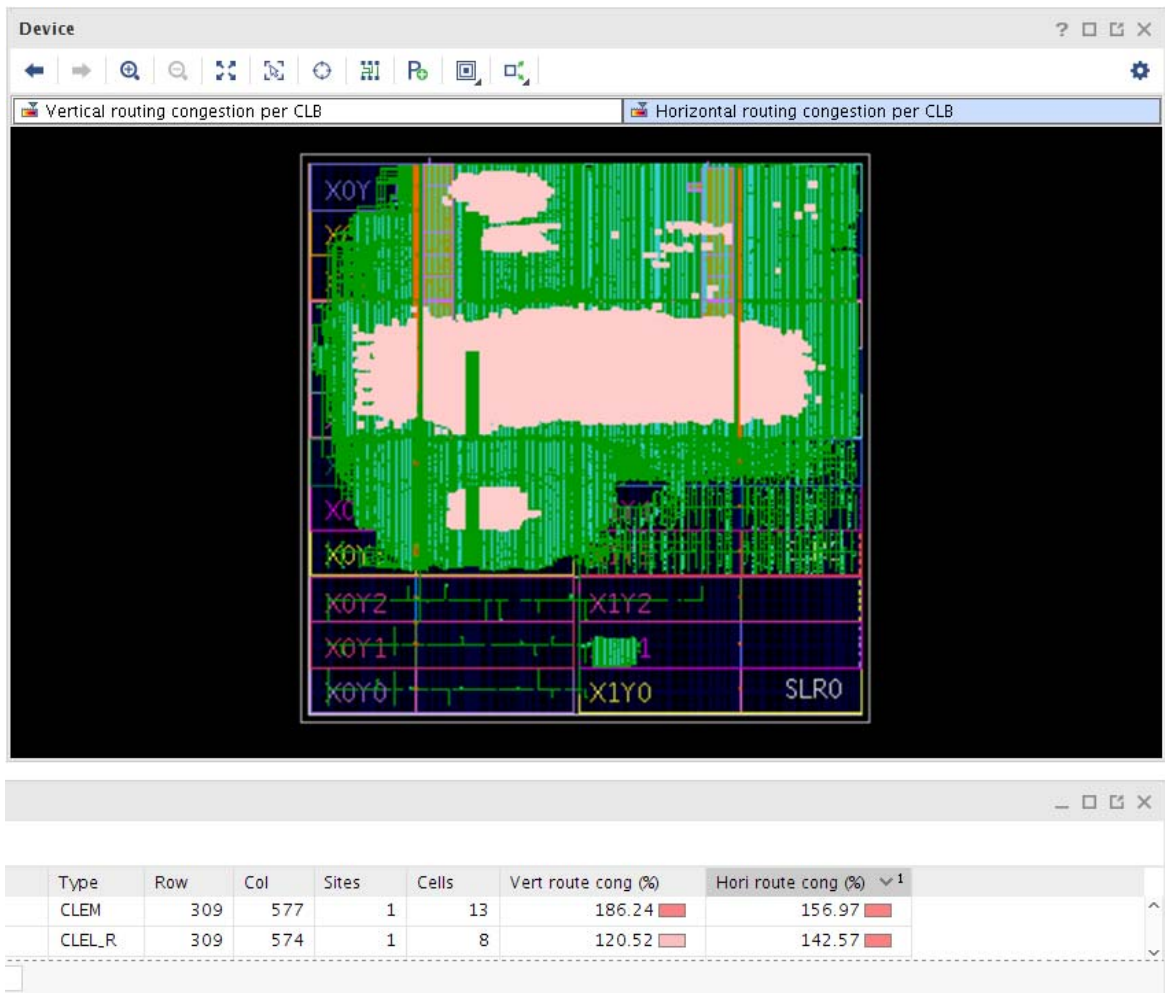 Device
Vertical routing congestion per CLB Horizontal routing congestion per CLB
X0Y
X0Y2 X1Y2
X0Y1 1
X0Y0 X1Y0 SLR0
Type Row Col Sites Cells Vert route cong (%) Hori route cong (%) 1
CLEM 309 577 1 13 186.24 156.97
CLEL_R 309 574 1 8 120.52 142.57